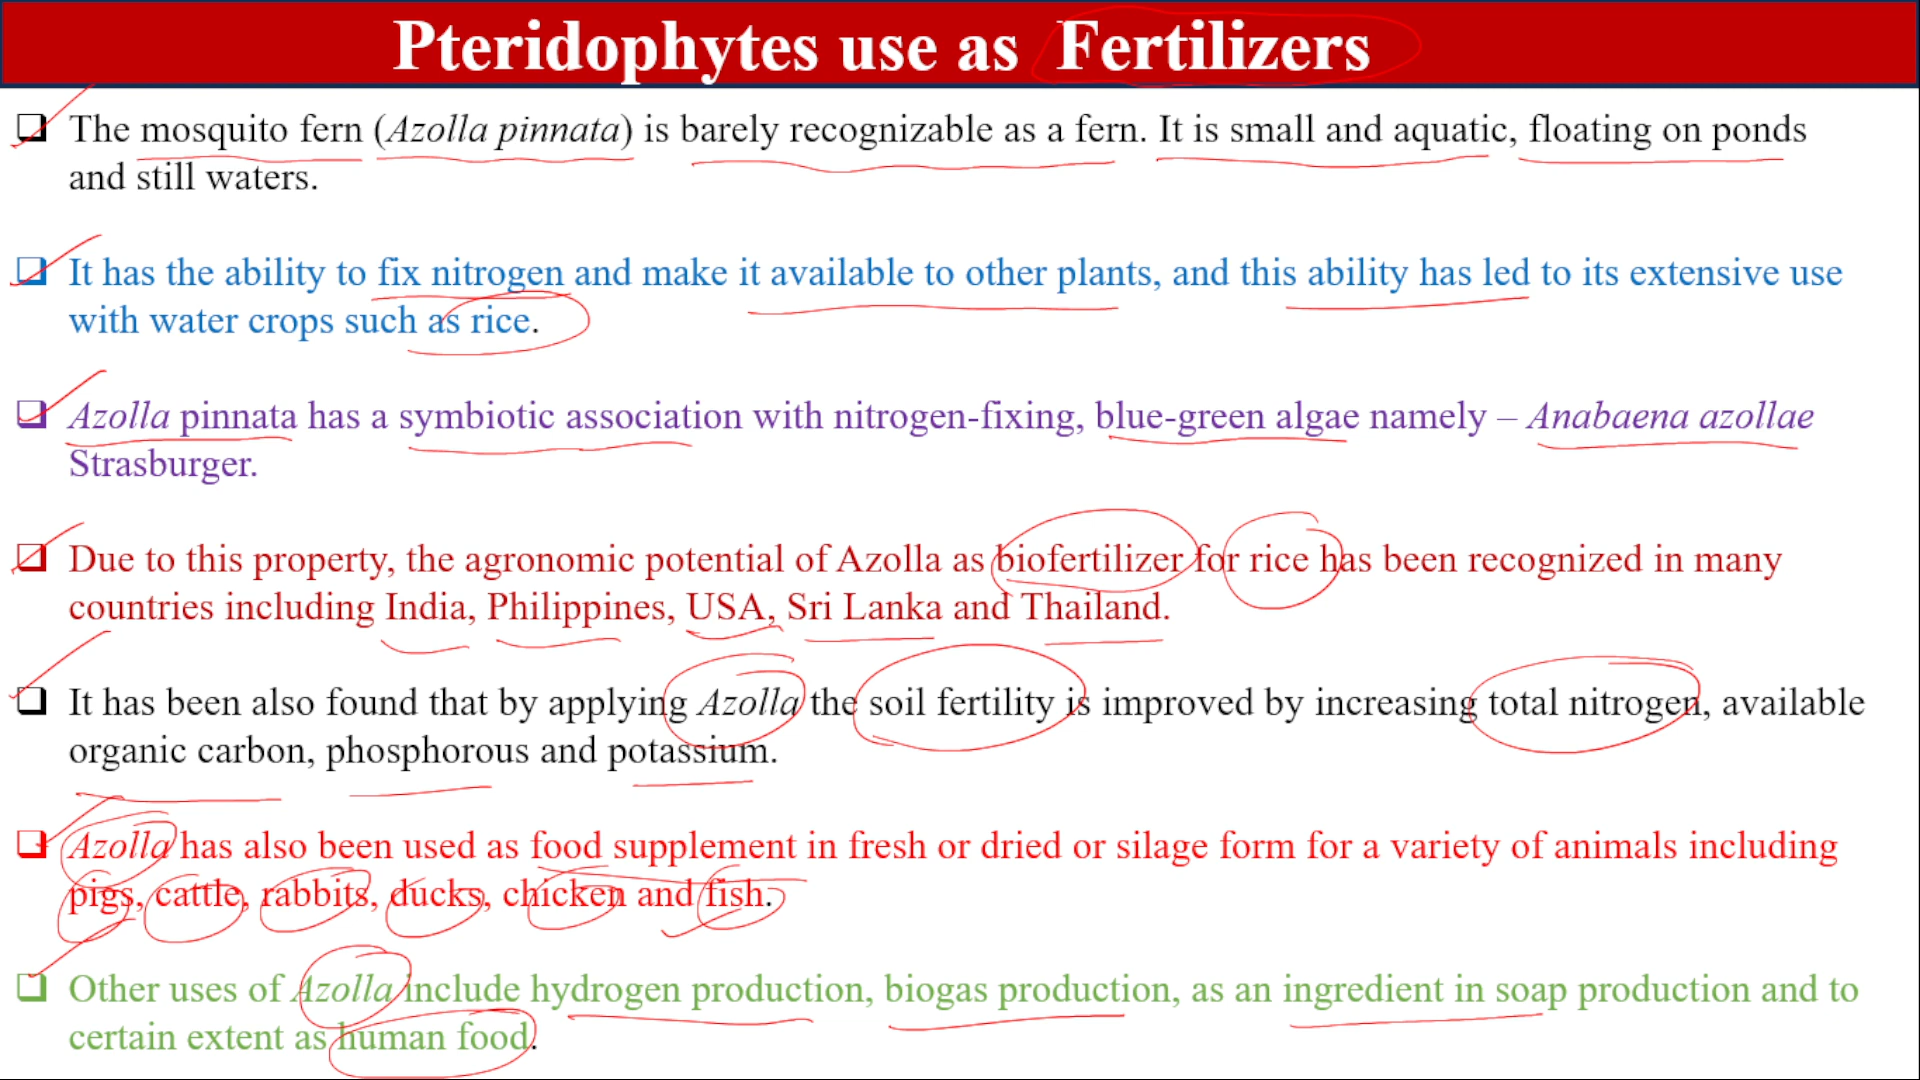 Pteridophytes use as Fertilizers
The mosquito fern (Azolla pinnata) is barely recognizable as a fern. It is small and aquatic, floating on ponds
and still waters.
It has the ability to fix nitrogen and make it available to other plants, and this ability has led to its extensive use
with water crops such as rice.
Azolla pinnata has a symbiotic association with nitrogen-fixing, blue-green algae namely – Anabaena azollae
Strasburger.
Due to this property, the agronomic potential of Azolla as biofertilizer for rice has been recognized in many
countries including India, Philippines, USA, Sri Lanka and Thailand.
It has been also found that by applying Azolla the soil fertility is improved by increasing total nitrogen, available
organic carbon, phosphorous and potassium.
Azolla has also been used as food supplement in fresh or dried or silage form for a variety of animals including
pigs, cattle, rabbits, ducks, chicken and fish.
Other uses of Azolla include hydrogen production, biogas production, as an ingredient in soap production and to
certain extent as human food.